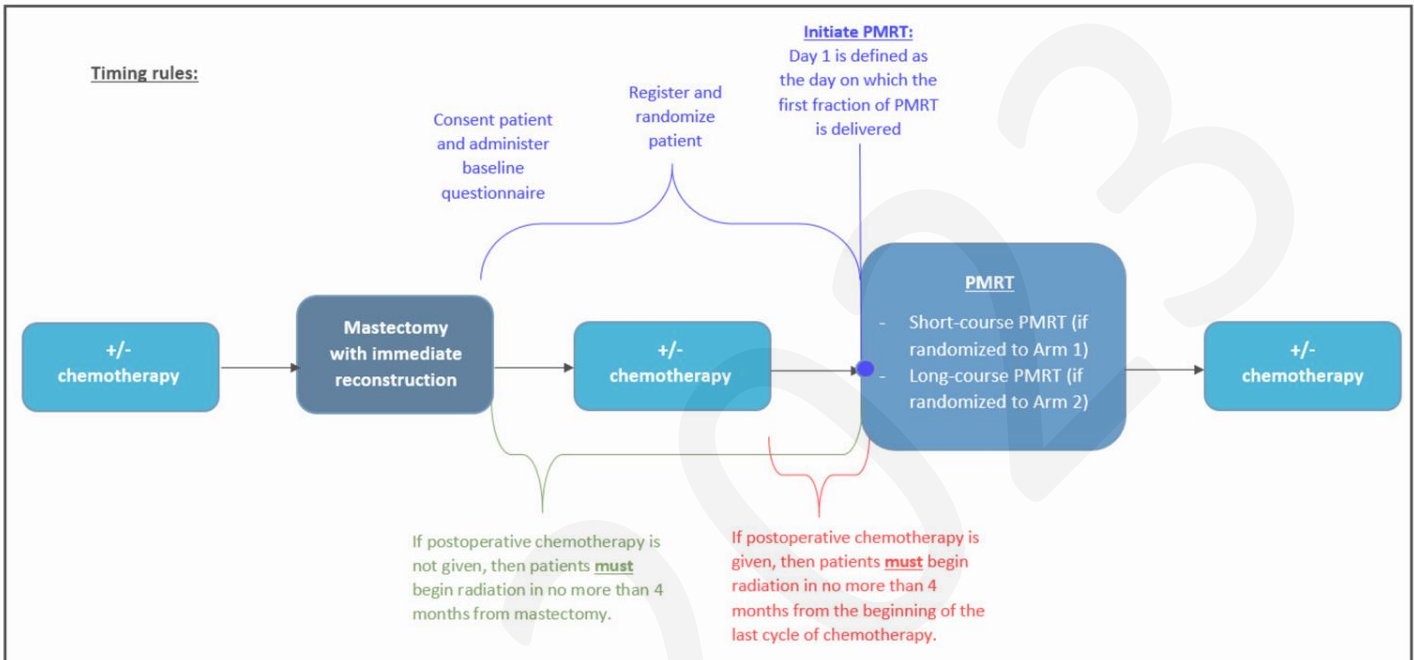 Timing rules:
Initiate PMRT:
Day 1 is defined as
the day on which the
first fraction of PMRT
is delivered
Register and
randomize
patient
Consent patient
and administer
baseline
questionnaire
+/-
chemotherapy
Mastectomy
with immediate
reconstruction
+/-
chemotherapy
PMRT
- Short-course PMRT (if
randomized to Arm 1)
- Long-course PMRT (if
randomized to Arm 2)
+/-
chemotherapy
If postoperative chemotherapy is
not given, then patients must
begin radiation in no more than 4
months from mastectomy.
If postoperative chemotherapy is
given, then patients must begin
radiation in no more than 4
months from the beginning of the
last cycle of chemotherapy.
2023